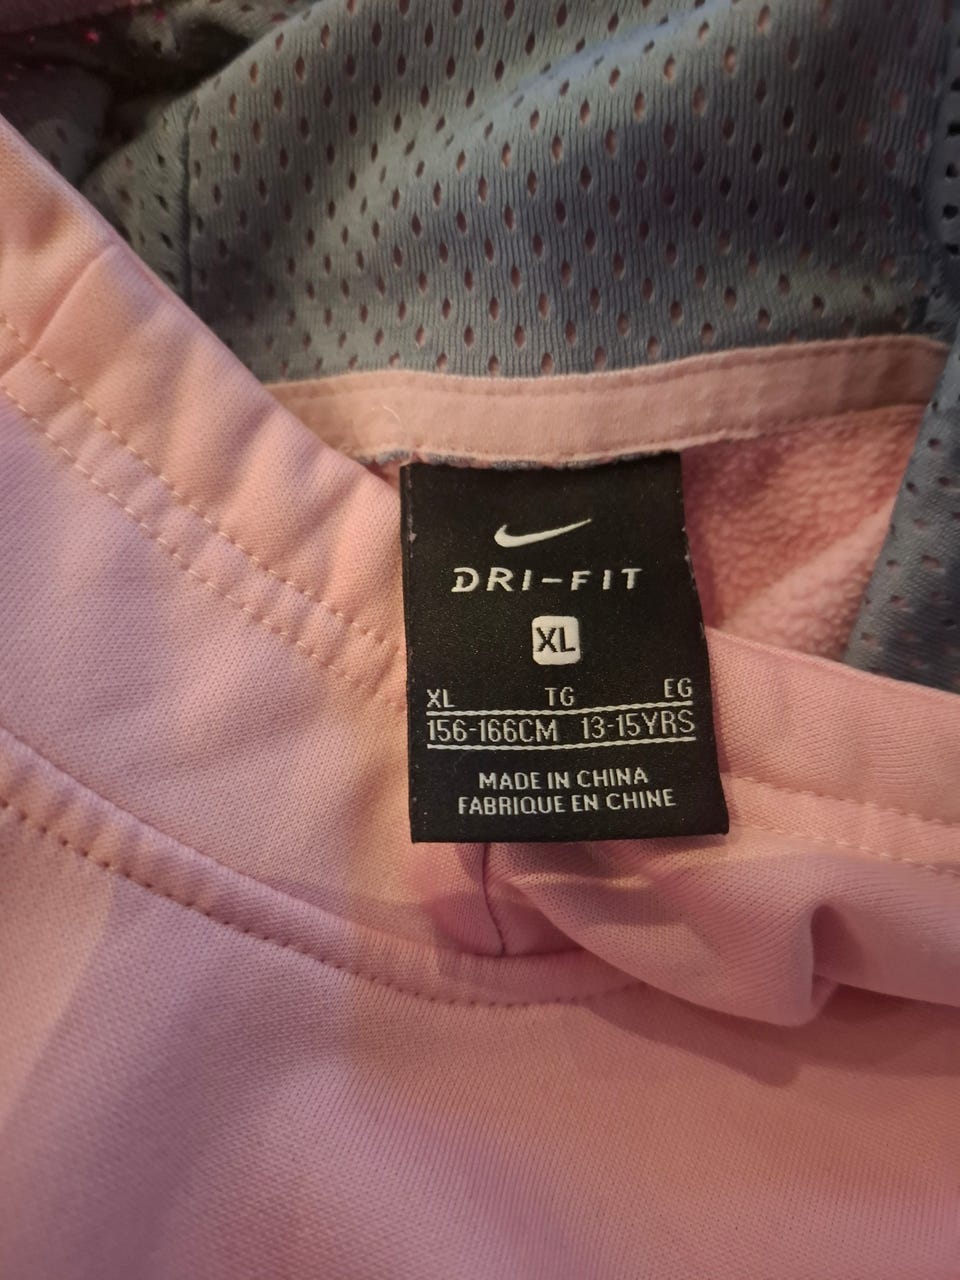 DRI-FIT
XL
XL TG EG
156-166CM 13-15YRS
MADE IN CHINA
FABRIQUE EN CHINE